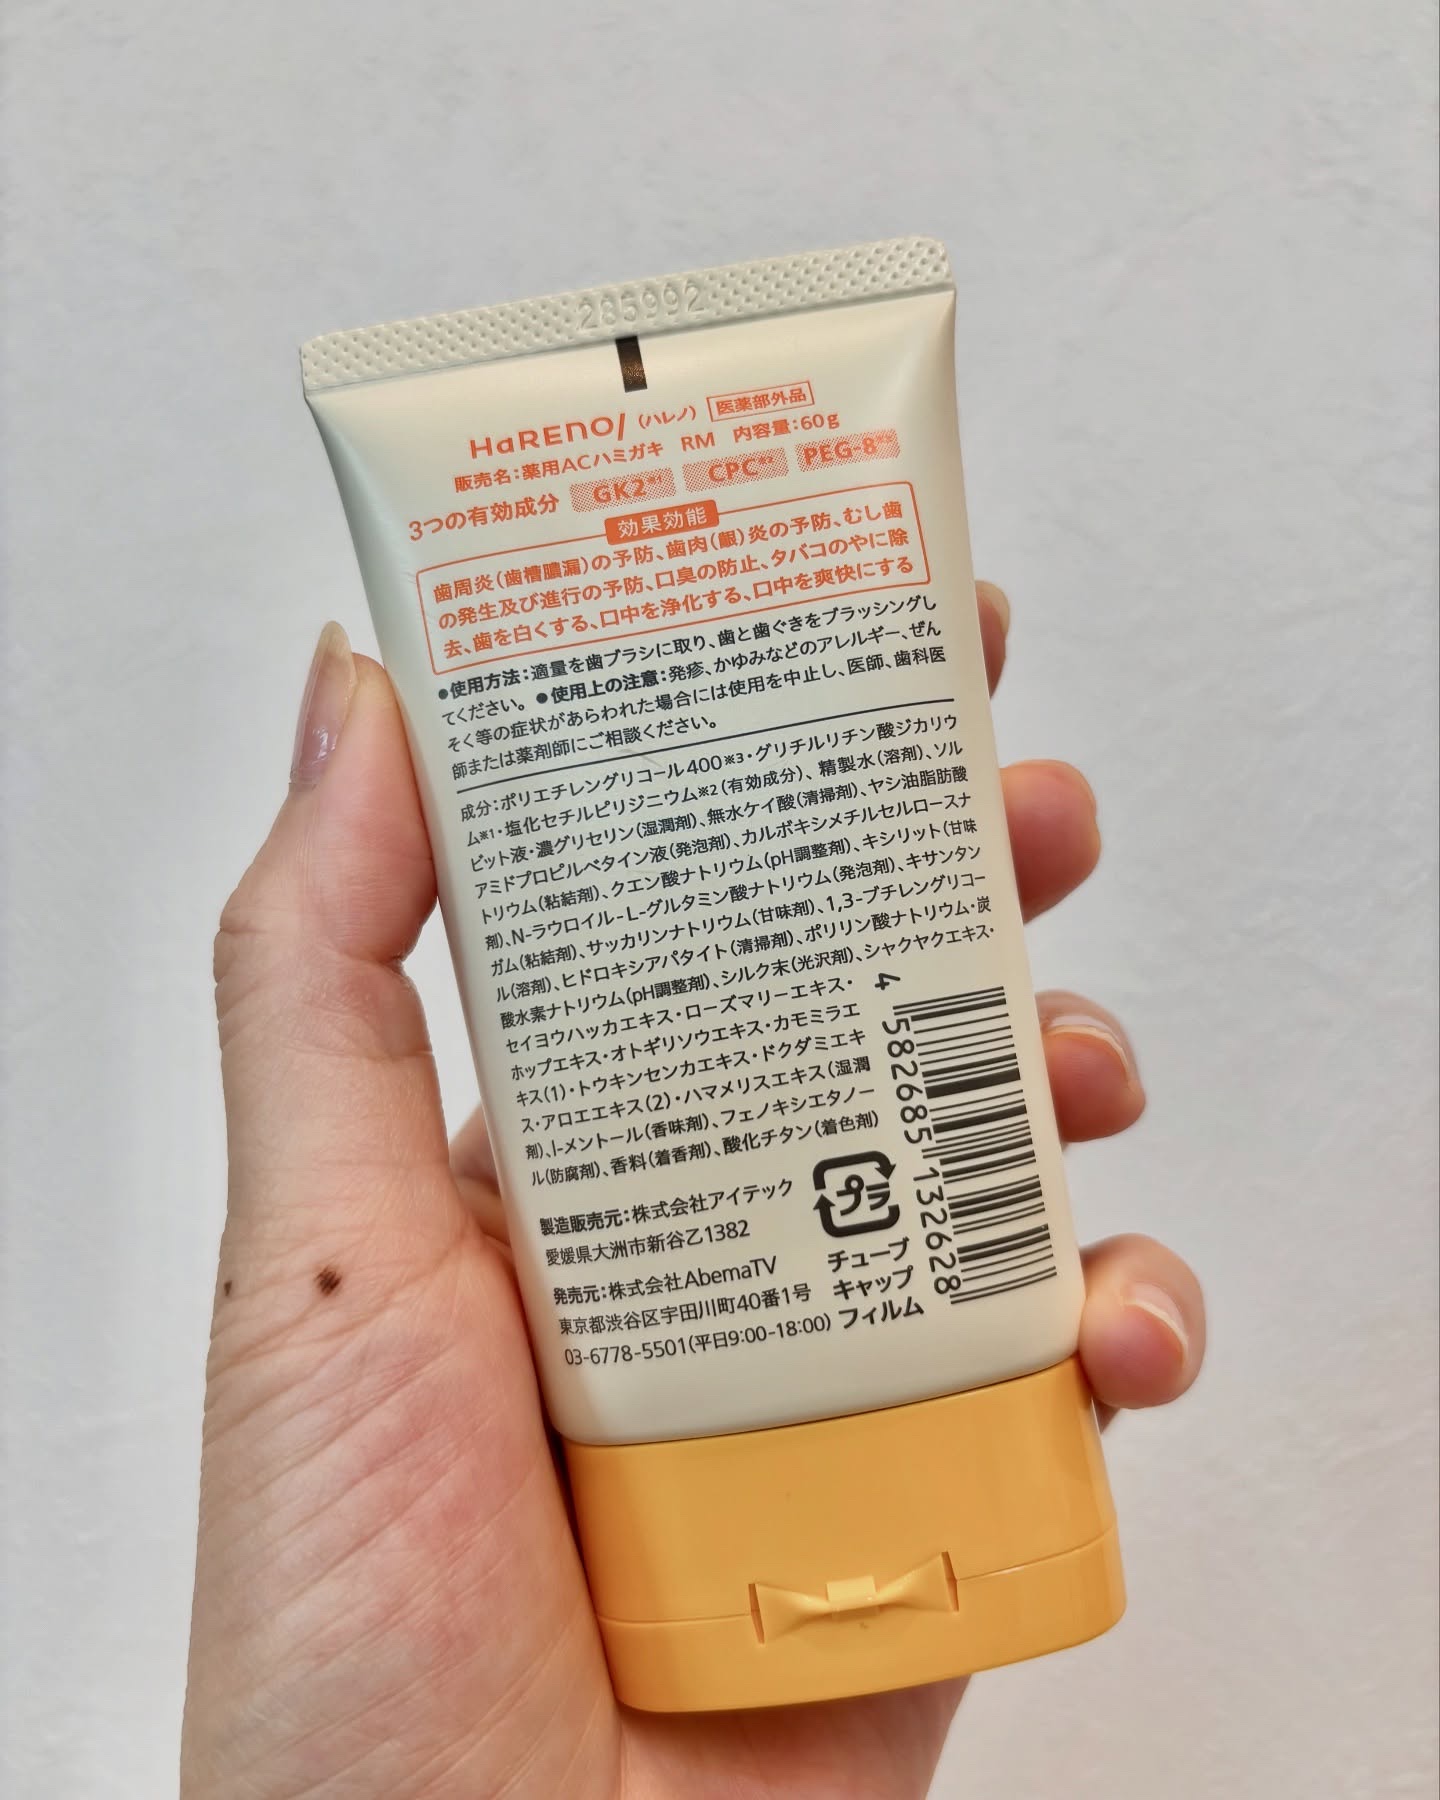 285992
HaRENO/ (ハレノ) 医薬部外品
販売名：薬用ACハミガキ RM 内容量：60g
3つの有効成分 GK2※1 CPC※2 PEG-8※3
効果効能
歯周炎(歯槽膿漏)の予防、歯肉(齦)炎の予防、むし歯
の発生及び進行の予防、口臭の防止、タバコのやに除
去、歯を白くする、口中を浄化する、口中を爽快にする
●使用方法：適量を歯ブラシに取り、歯と歯ぐきをブラッシングし
てください。 ●使用上の注意：発疹、かゆみなどのアレルギー、ぜん
そく等の症状があらわれた場合には使用を中止し、医師、歯科医
師または薬剤師にご相談ください。
成分：ポリエチレングリコール400※3・グリチルリチン酸ジカリウ
ム※1・塩化セチルピリジニウム※2(有効成分)、精製水(溶剤)、ソル
ビット液・濃グリセリン(湿潤剤)、無水ケイ酸(清掃剤)、ヤシ油脂肪酸
アミドプロピルベタイン液(発泡剤)、カルボキシメチルセルロースナ
トリウム(粘結剤)、クエン酸ナトリウム(pH調整剤)、キシリット(甘味
剤)、N-ラウロイル-L-グルタミン酸ナトリウム(発泡剤)、キサンタン
ガム(粘結剤)、サッカリンナトリウム(甘味剤)、1,3-ブチレングリコー
ル(溶剤)、ヒドロキシアパタイト(清掃剤)、ポリリン酸ナトリウム・炭
酸水素ナトリウム(pH調整剤)、シルク末(光沢剤)、シャクヤクエキス・
セイヨウハッカエキス・ローズマリーエキス・
ホップエキス・オトギリソウエキス・カモミラエ
キス(1)・トウキンセンカエキス・ドクダミエキ
ス・アロエエキス(2)・ハマメリスエキス(湿潤
剤)、l-メントール(香味剤)、フェノキシエタノー
ル(防腐剤)、香料(着香剤)、酸化チタン(着色剤)
4 582685 132628
製造販売元：株式会社アイテック
愛媛県大洲市新谷乙1382
発売元：株式会社AbemaTV
東京都渋谷区宇田川町40番1号
03-6778-5501(平日9:00-18:00)
プラ
チューブ
キャップ
フィルム